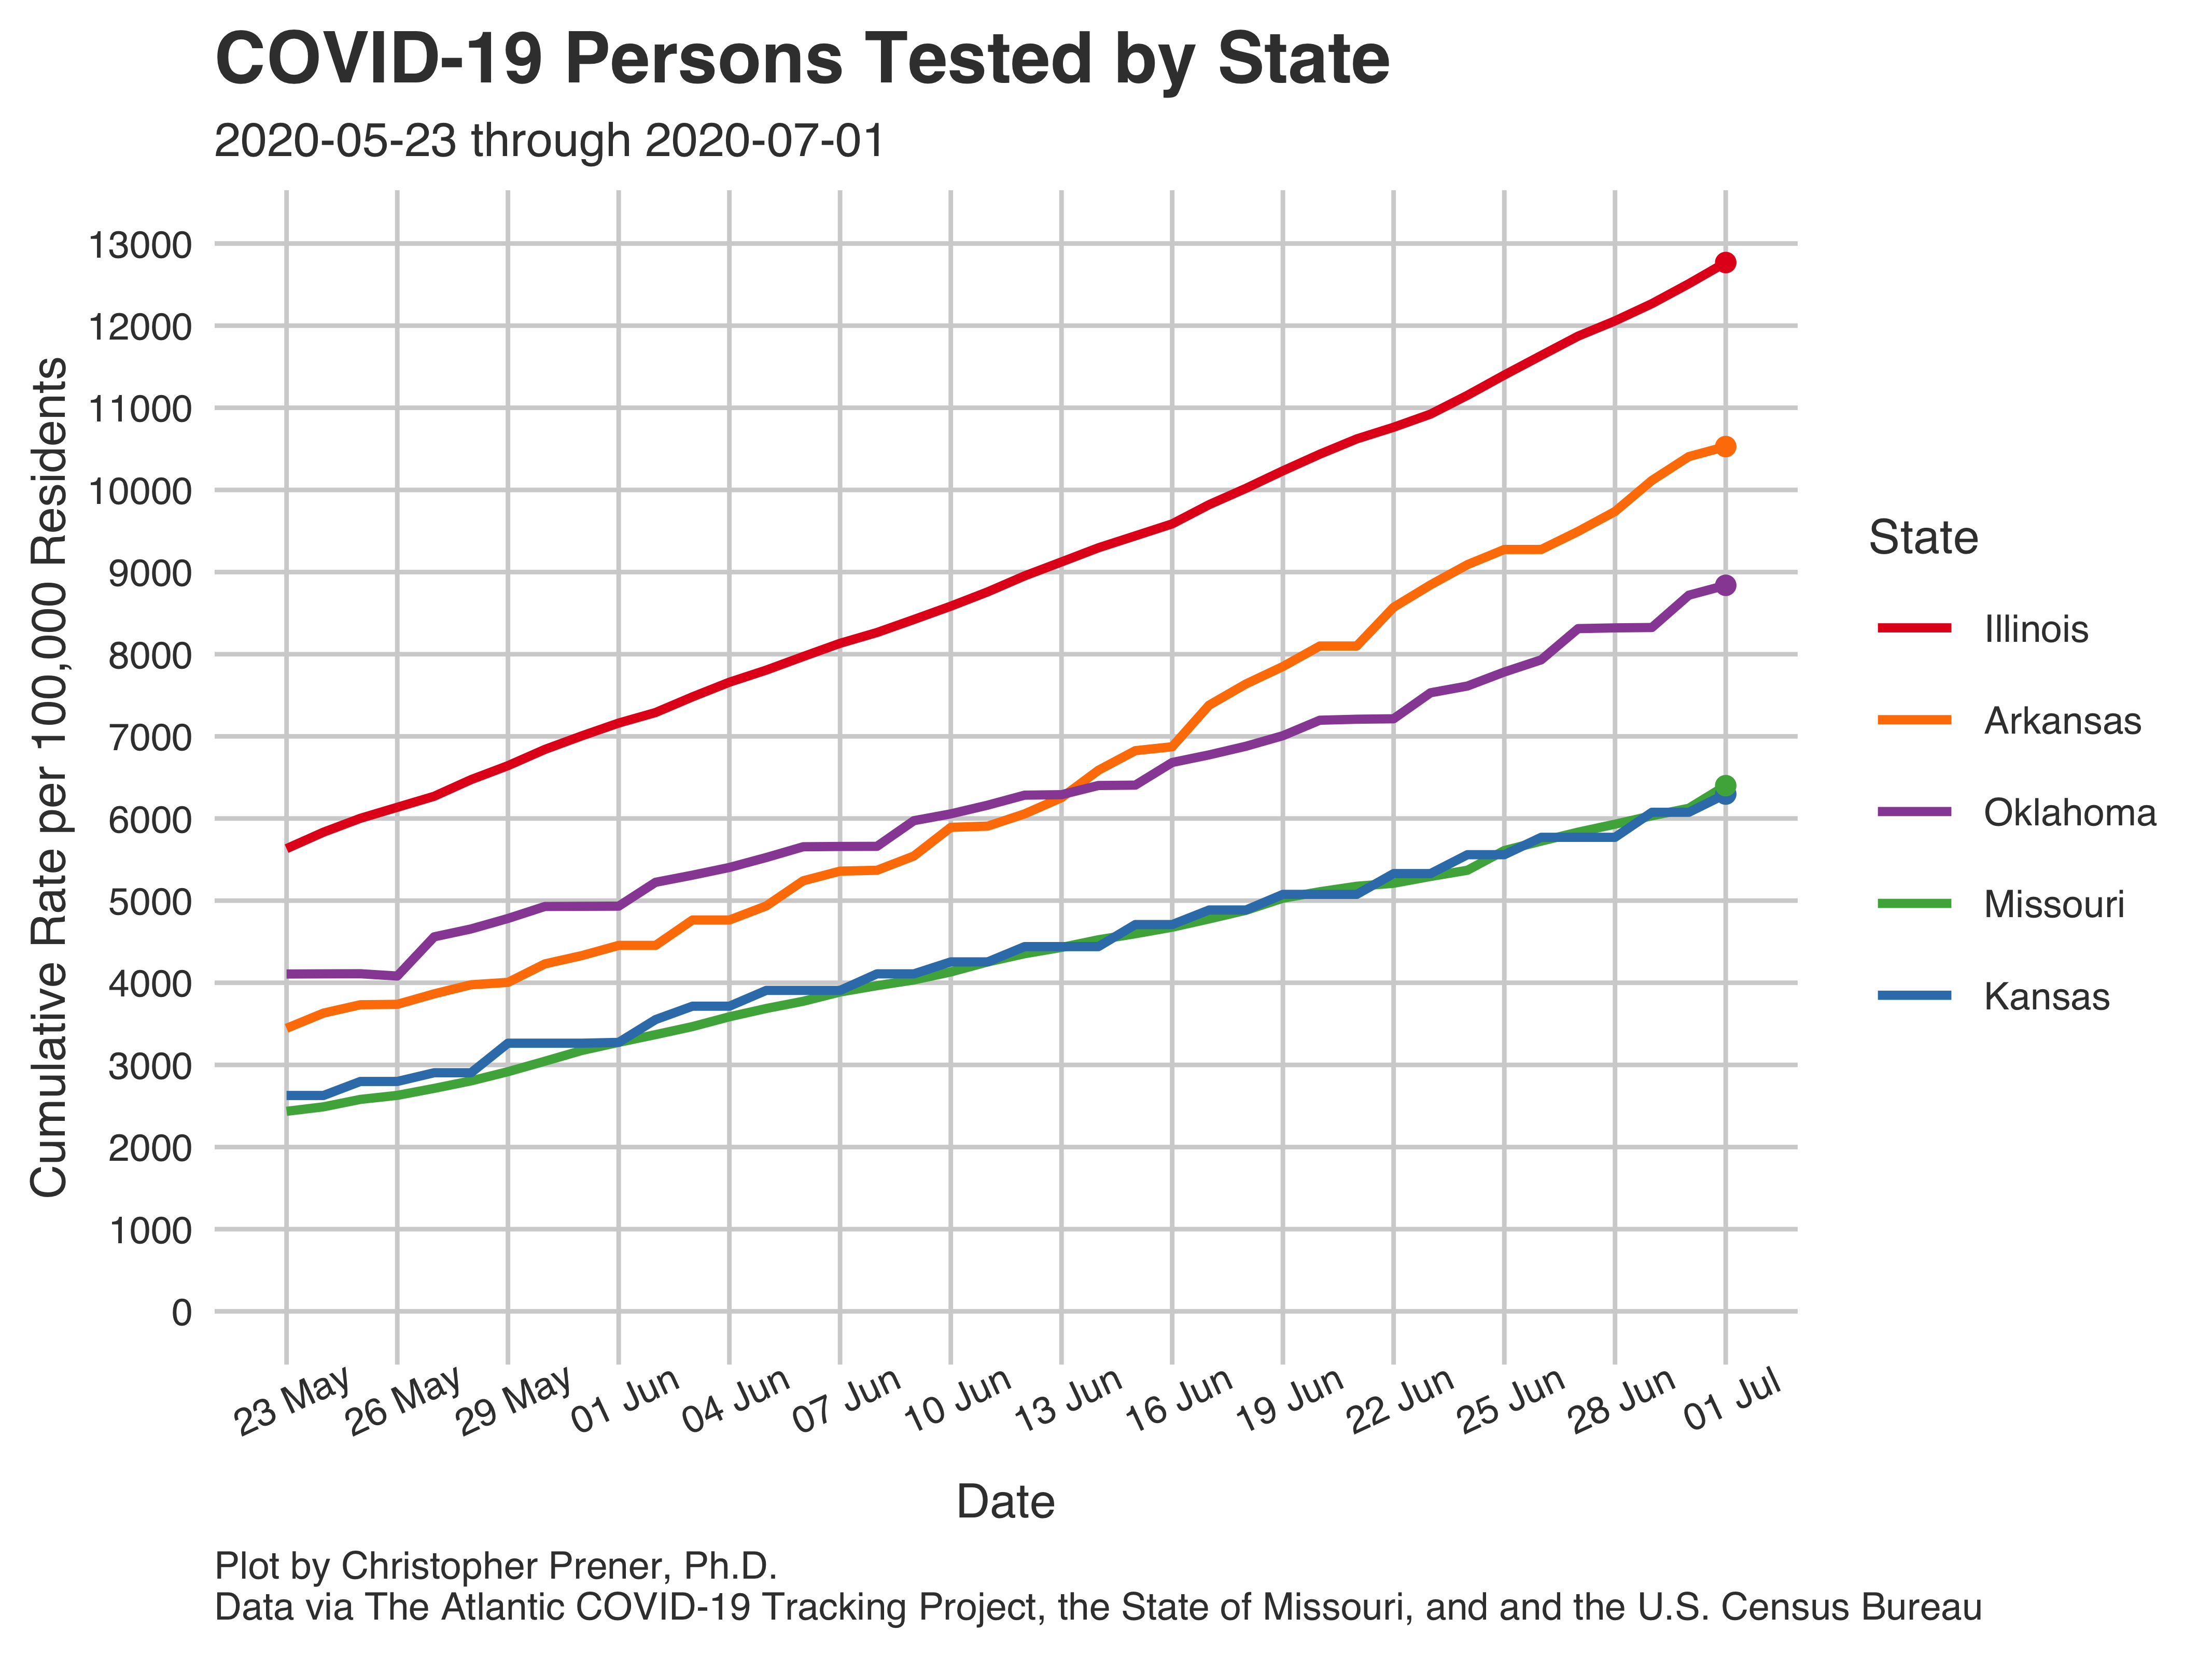 COVID-19 Persons Tested by State
2020-05-23 through 2020-07-01
Cumulative Rate per 100,000 Residents
13000
12000
11000
10000
9000
8000
7000
6000
5000
4000
3000
2000
1000
0
23 May
26 May
29 May
01 Jun
04 Jun
07 Jun
10 Jun
13 Jun
16 Jun
19 Jun
22 Jun
25 Jun
28 Jun
01 Jul
Date
State
Illinois
Arkansas
Oklahoma
Missouri
Kansas
Plot by Christopher Prener, Ph.D.
Data via The Atlantic COVID-19 Tracking Project, the State of Missouri, and and the U.S. Census Bureau